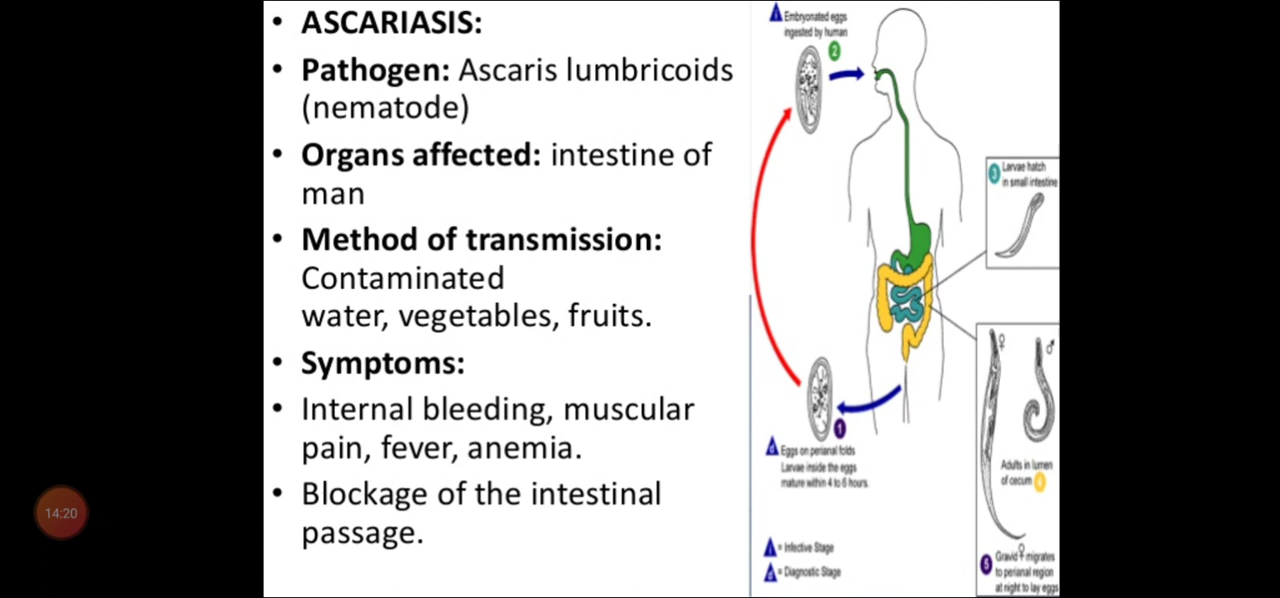 • ASCARIASIS:
• Pathogen: Ascaris lumbricoids
(nematode)
• Organs affected: intestine of
man
• Method of transmission:
Contaminated
water, vegetables, fruits.
• Symptoms:
• Internal bleeding, muscular
pain, fever, anemia.
• Blockage of the intestinal
passage.
i Embryonated eggs
ingested by human
2
3 Larvae hatch
in small intestine
1
d Eggs on perianal folds
Larvae inside the eggs
mature within 4 to 6 hours.
♀ ♂
Adults in lumen
of cecum 4
5 Gravid ♀ migrates
to perianal region
at night to lay eggs
i = Infective Stage
d = Diagnostic Stage
14:20